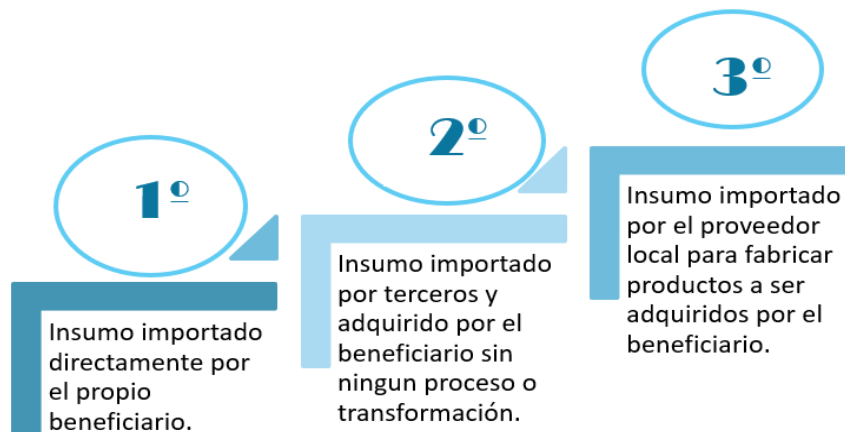 1º
Insumo importado
directamente por
el propio
beneficiario.
2º
Insumo importado
por terceros y
adquirido por el
beneficiario sin
ningun proceso o
transformación.
3º
Insumo importado
por el proveedor
local para fabricar
productos a ser
adquiridos por el
beneficiario.